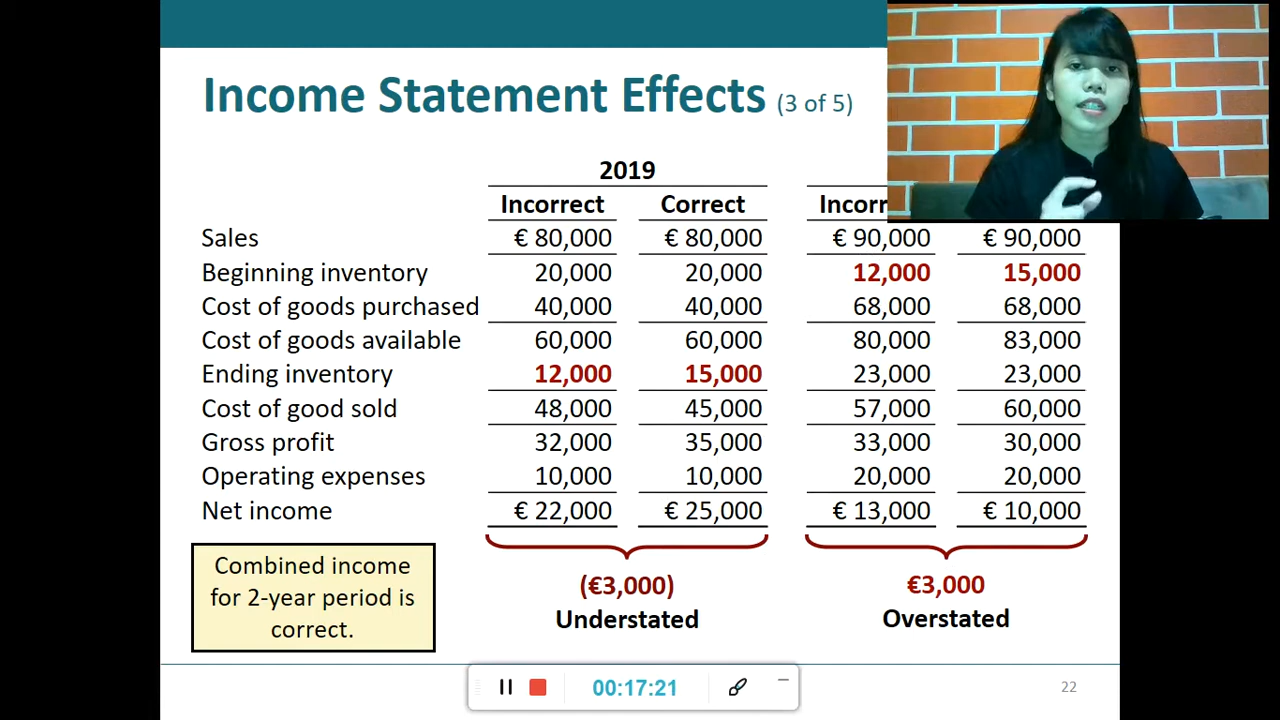 Income Statement Effects (3 of 5)
2019
Incorrect Correct Incorr
Sales € 80,000 € 80,000 € 90,000 € 90,000
Beginning inventory 20,000 20,000 12,000 15,000
Cost of goods purchased 40,000 40,000 68,000 68,000
Cost of goods available 60,000 60,000 80,000 83,000
Ending inventory 12,000 15,000 23,000 23,000
Cost of good sold 48,000 45,000 57,000 60,000
Gross profit 32,000 35,000 33,000 30,000
Operating expenses 10,000 10,000 20,000 20,000
Net income € 22,000 € 25,000 € 13,000 € 10,000
Combined income
for 2-year period is
correct.
(€3,000) €3,000
Understated Overstated
00:17:21
22